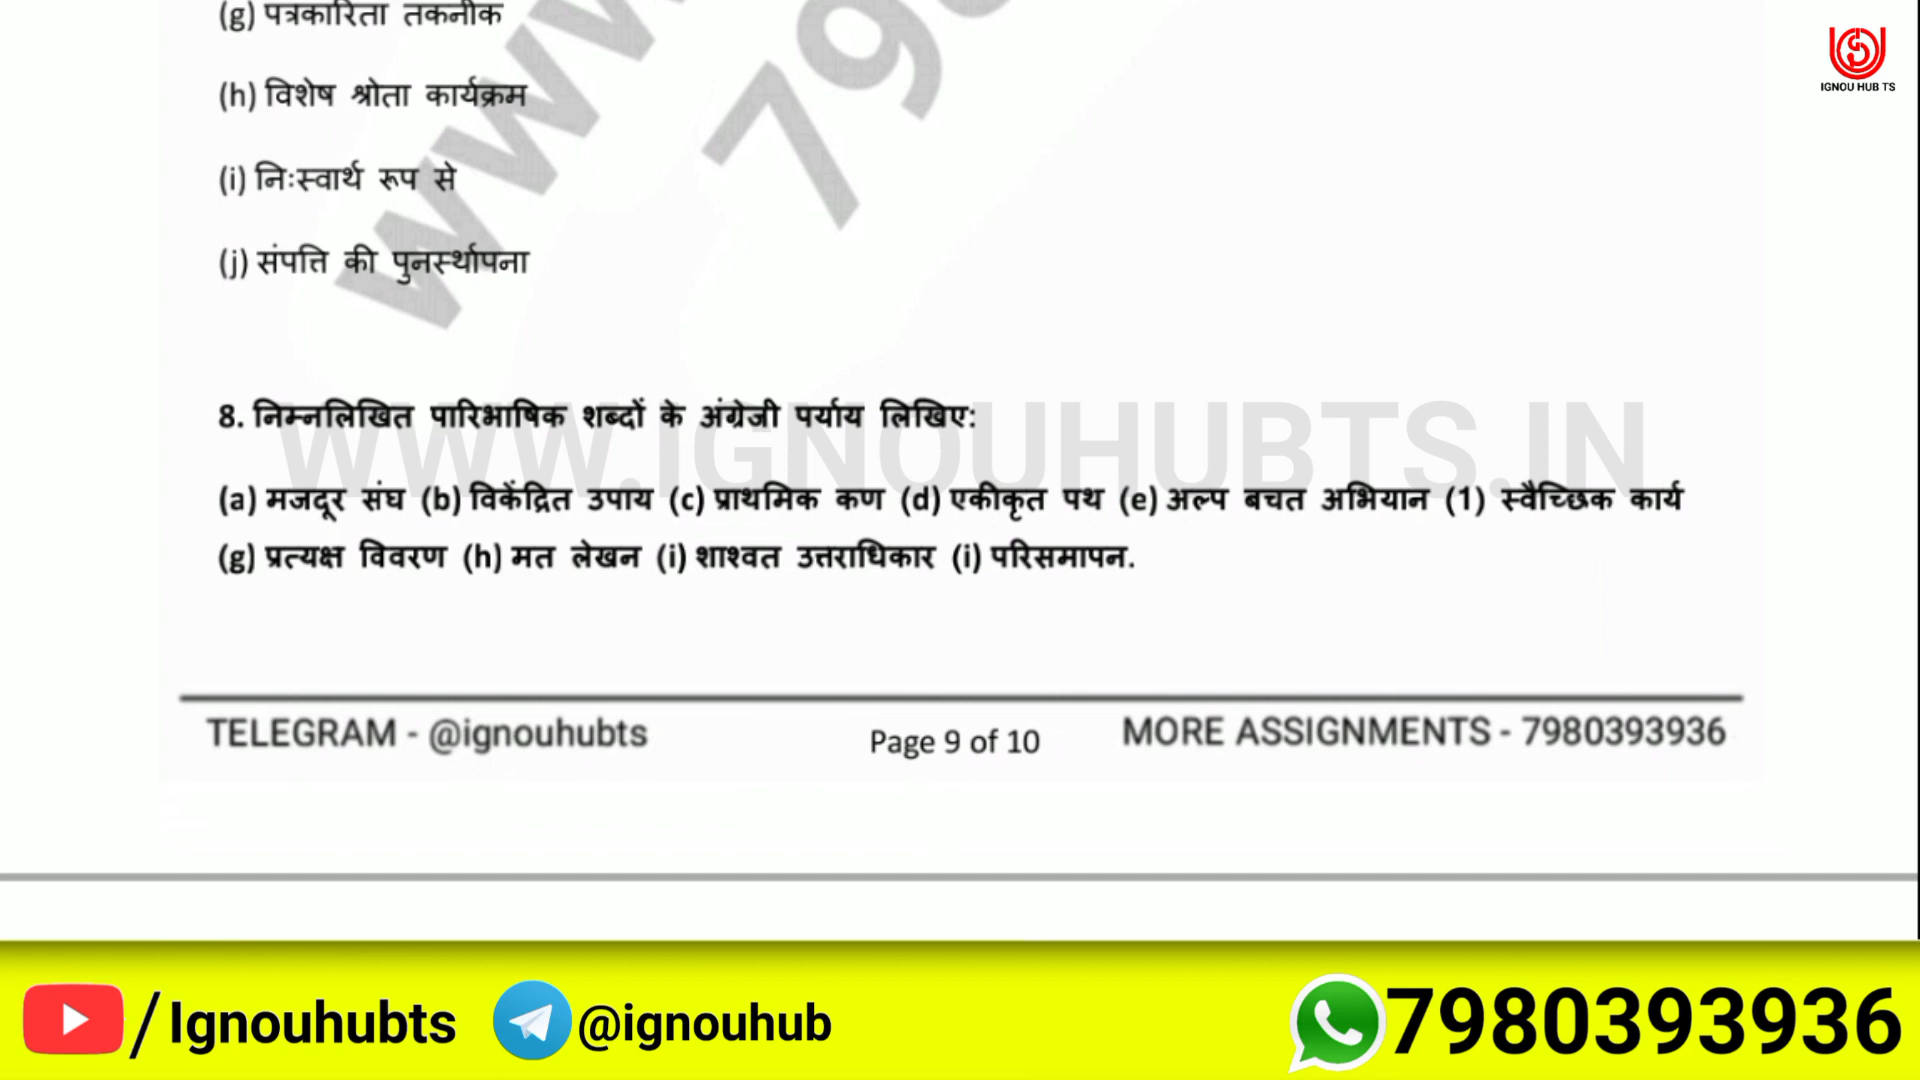 (g) पत्रकारिता तकनीक
IGNOU HUB TS
(h) विशेष श्रोता कार्यक्रम
(i) निःस्वार्थ रूप से
(j) संपत्ति की पुनर्स्थापना
WWW.IGNOUHUBTS.IN
8. निम्नलिखित पारिभाषिक शब्दों के अंग्रेजी पर्याय लिखिए:
(a) मजदूर संघ (b) विकेंद्रित उपाय (c) प्राथमिक कण (d) एकीकृत पथ (e) अल्प बचत अभियान (1) स्वैच्छिक कार्य
(g) प्रत्यक्ष विवरण (h) मत लेखन (i) शाश्वत उत्तराधिकार (i) परिसमापन.
TELEGRAM - @ignouhubts Page 9 of 10 MORE ASSIGNMENTS - 7980393936
/Ignouhubts @ignouhub 7980393936